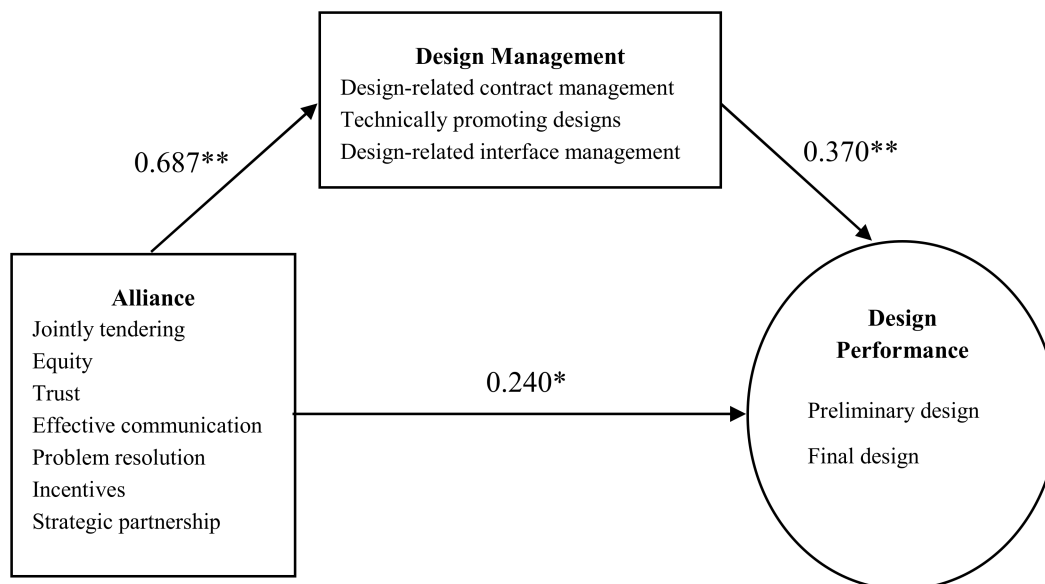 Design Management
Design-related contract management
Technically promoting designs
Design-related interface management
0.687**
0.370**
Alliance
Jointly tendering
Equity
Trust
Effective communication
Problem resolution
Incentives
Strategic partnership
0.240*
Design
Performance
Preliminary design
Final design